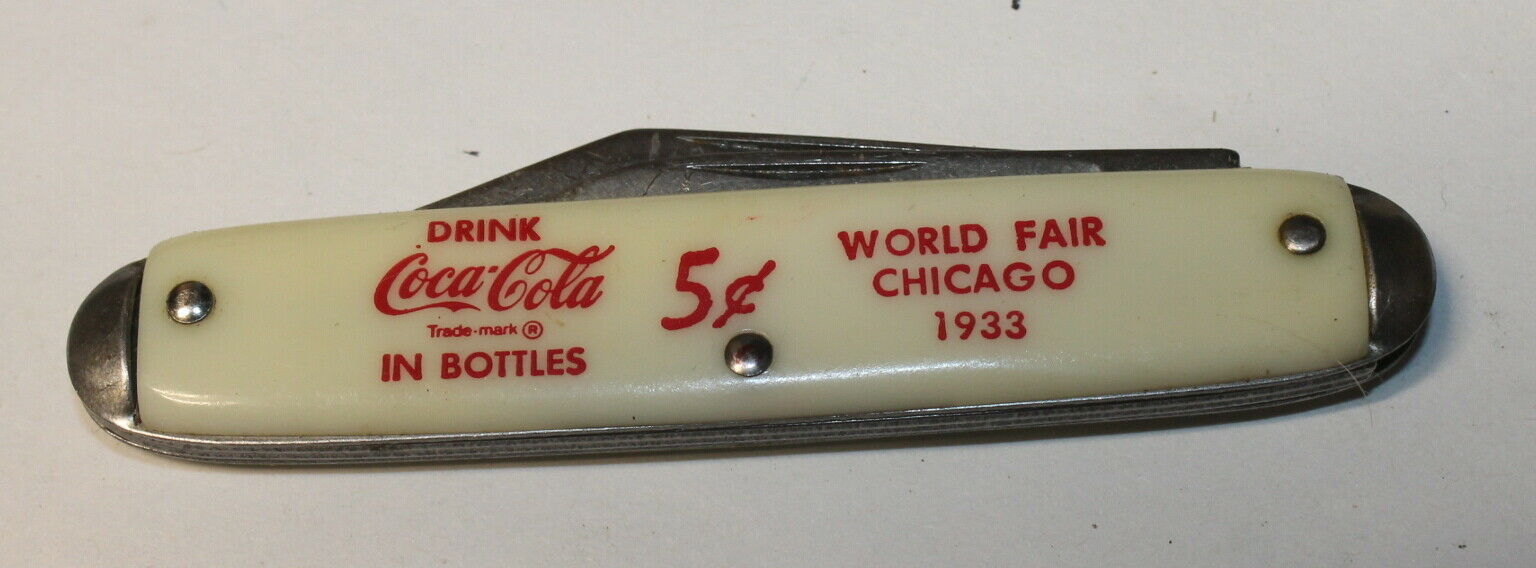 DRINK
Coca-Cola
Trade-mark ®
IN BOTTLES
5¢
WORLD FAIR
CHICAGO
1933